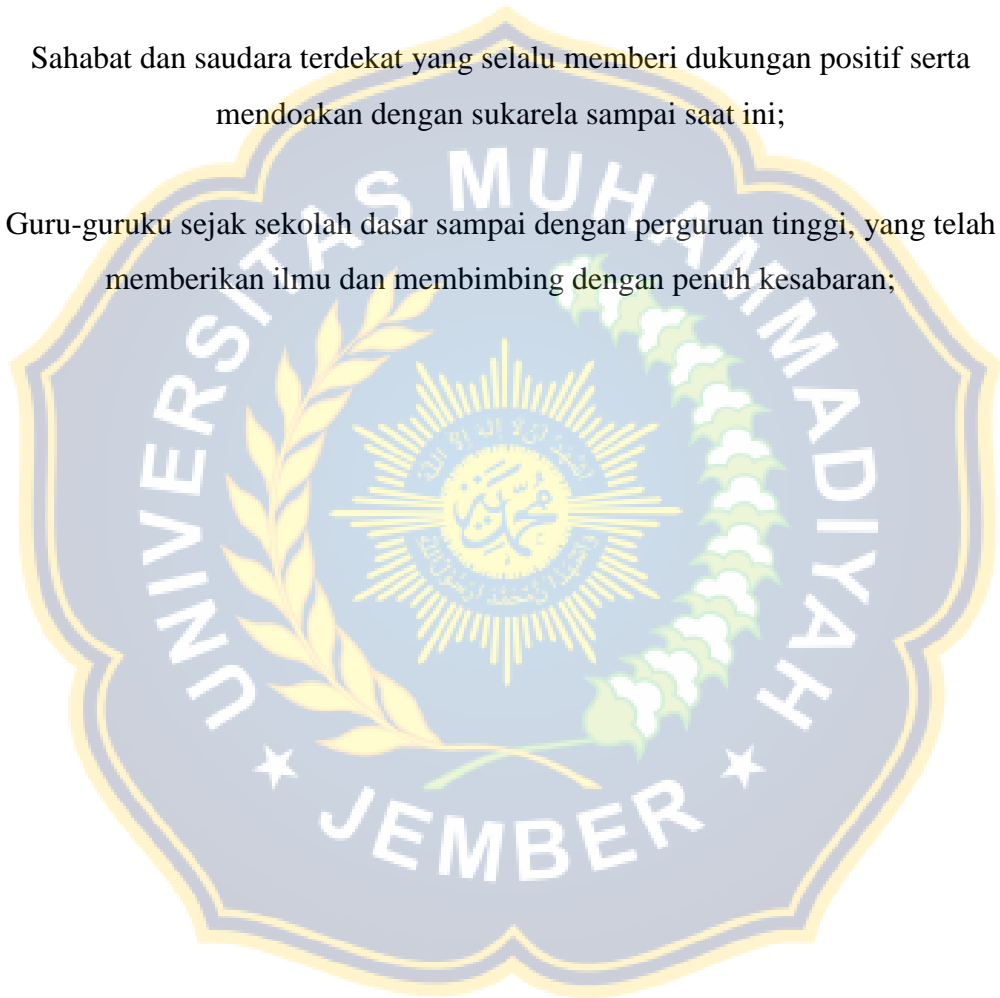 Sahabat dan saudara terdekat yang selalu memberi dukungan positif serta
mendoakan dengan sukarela sampai saat ini;
Guru-guruku sejak sekolah dasar sampai dengan perguruan tinggi, yang telah
memberikan ilmu dan membimbing dengan penuh kesabaran;
UNIVERSITAS MUHAMMADIYAH
JEMBER